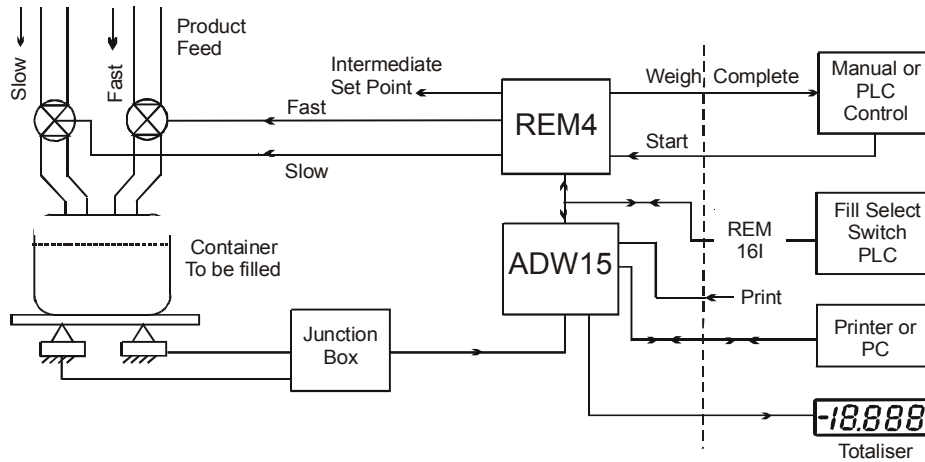 Slow
Fast
Product
Feed
Intermediate
Set Point
Fast
Slow
REM4
Weigh Complete
Start
Manual or
PLC
Control
REM
16I
Fill Select
Switch
PLC
Container
To be filled
ADW15
Print
Junction
Box
Printer or
PC
-18.888
Totaliser